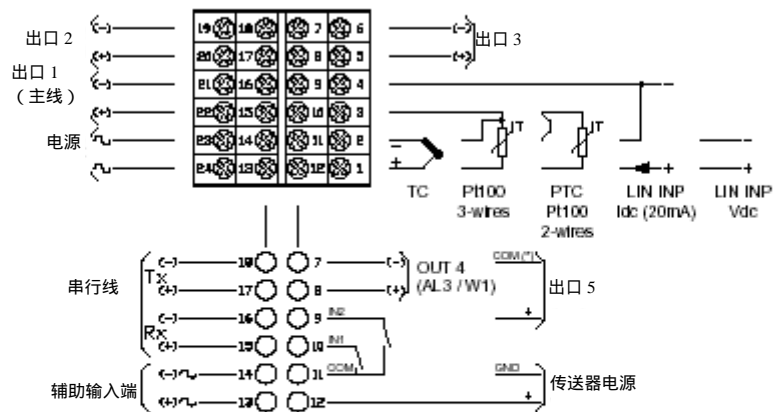 出口 2 (-) 19 18 7 6 (-) 出口 3
(+) 20 17 8 5 (+)
出口 1 (-) 21 16 9 4 -
(主线) (+) 22 15 10 3
电源 23 14 11 2 - IT IT -
24 13 12 1 + + +
TC Pt100 PTC LIN INP LIN INP
3-wires Pt100 Idc (20mA) Vdc
2-wires
串行线 Tx (-) 18 7 (-) OUT 4 COM (*) 出口 5
(+) 17 8 (+) (AL3 / W1)
Rx (-) 16 9 IN2 +
(+) 15 10 IN1
辅助输入端 (-) 14 11 COM GND 传送器电源
(+) 13 12 +